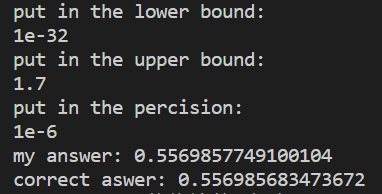 put in the lower bound:
1e-32
put in the upper bound:
1.7
put in the percision:
1e-6
my answer: 0.5569857749100104
correct aswer: 0.556985683473672